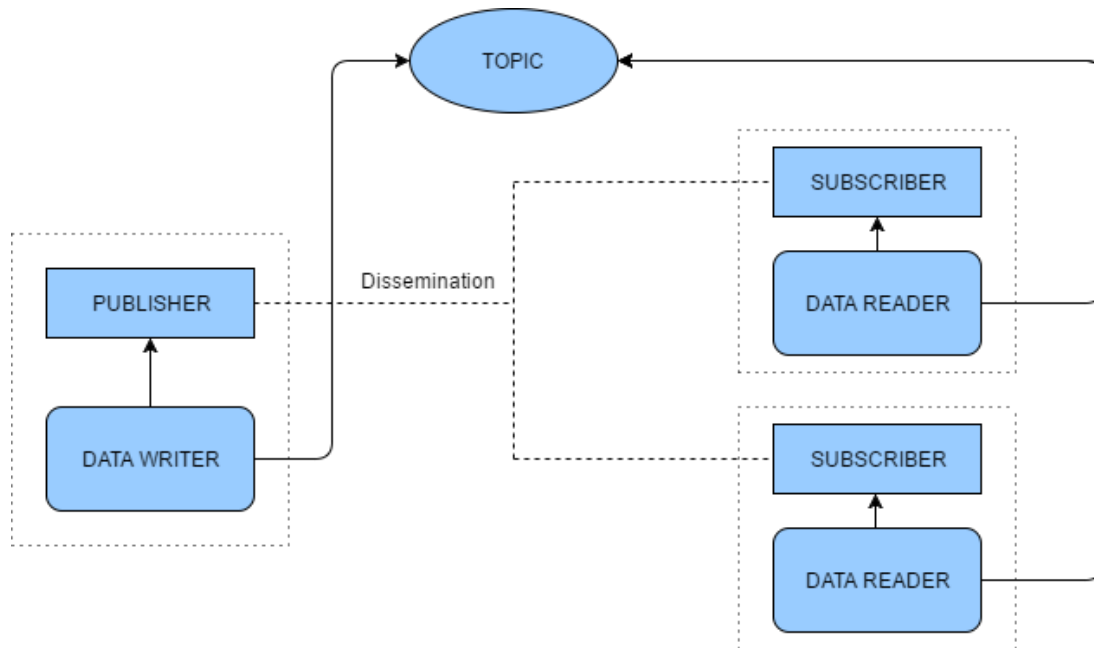 TOPIC
SUBSCRIBER
Dissemination
PUBLISHER
DATA READER
DATA WRITER
SUBSCRIBER
DATA READER